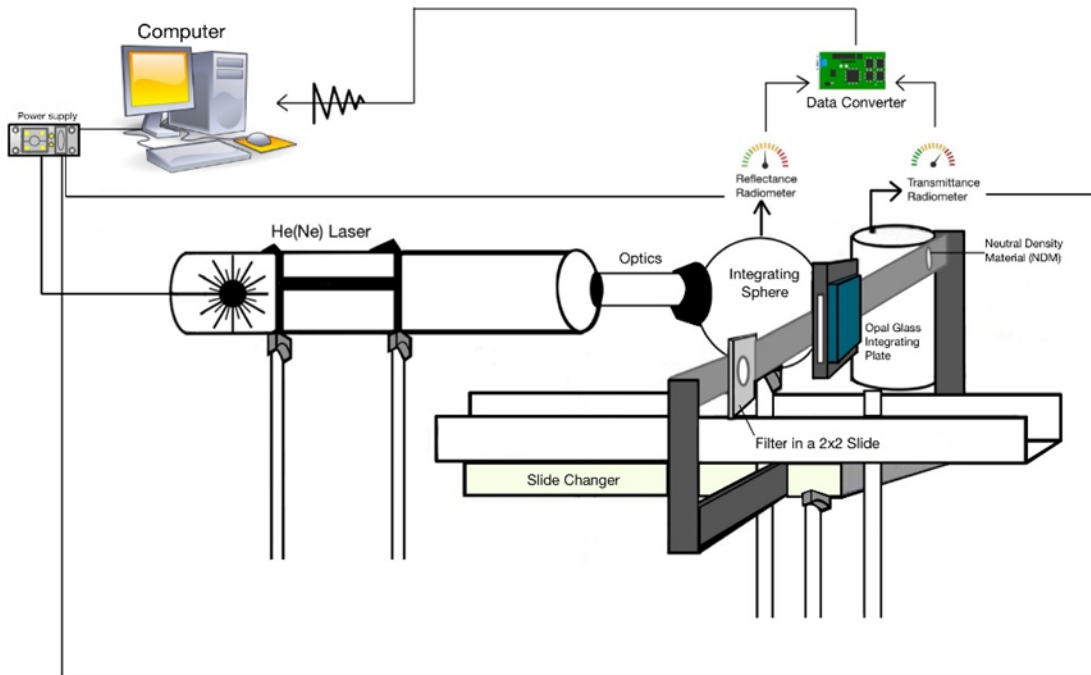 Computer
Power supply
Data Converter
Reflectance
Radiometer
Transmittance
Radiometer
He(Ne) Laser
Optics
Integrating
Sphere
Neutral Density
Material (NDM)
Opal Glass
Integrating
Plate
Filter in a 2x2 Slide
Slide Changer